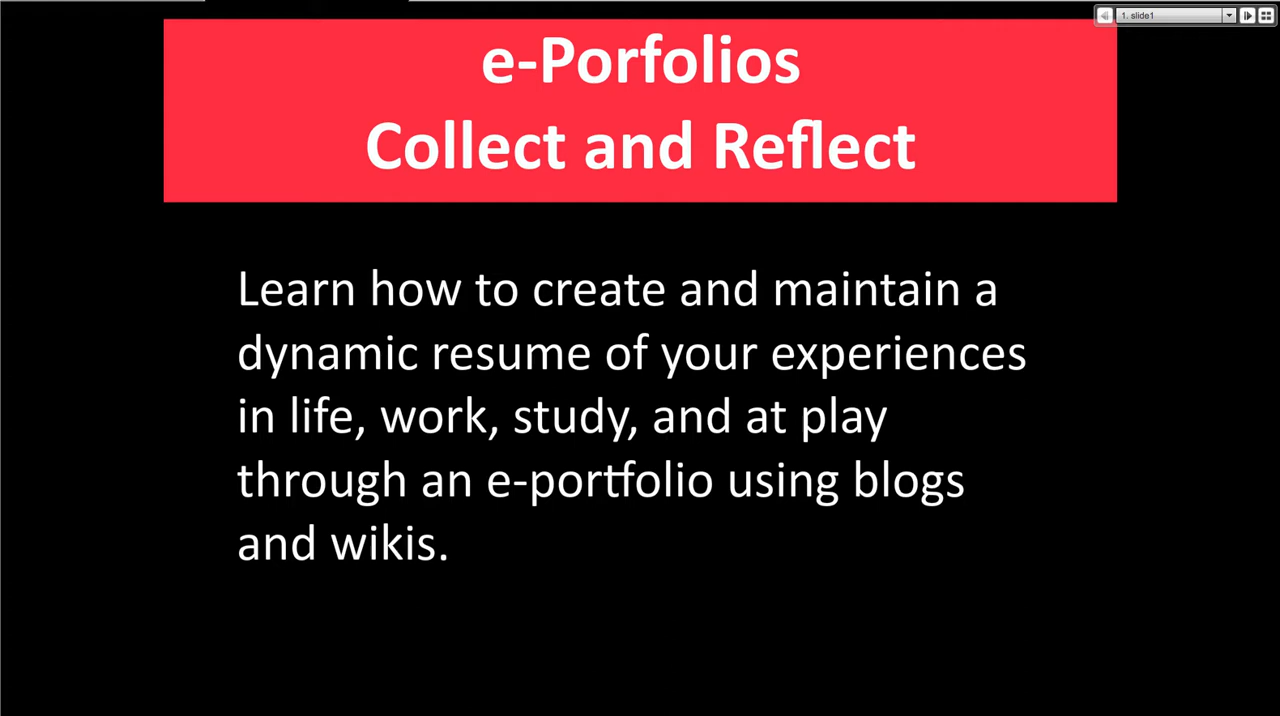 1. slide1
e-Porfolios
Collect and Reflect
Learn how to create and maintain a
dynamic resume of your experiences
in life, work, study, and at play
through an e-portfolio using blogs
and wikis.